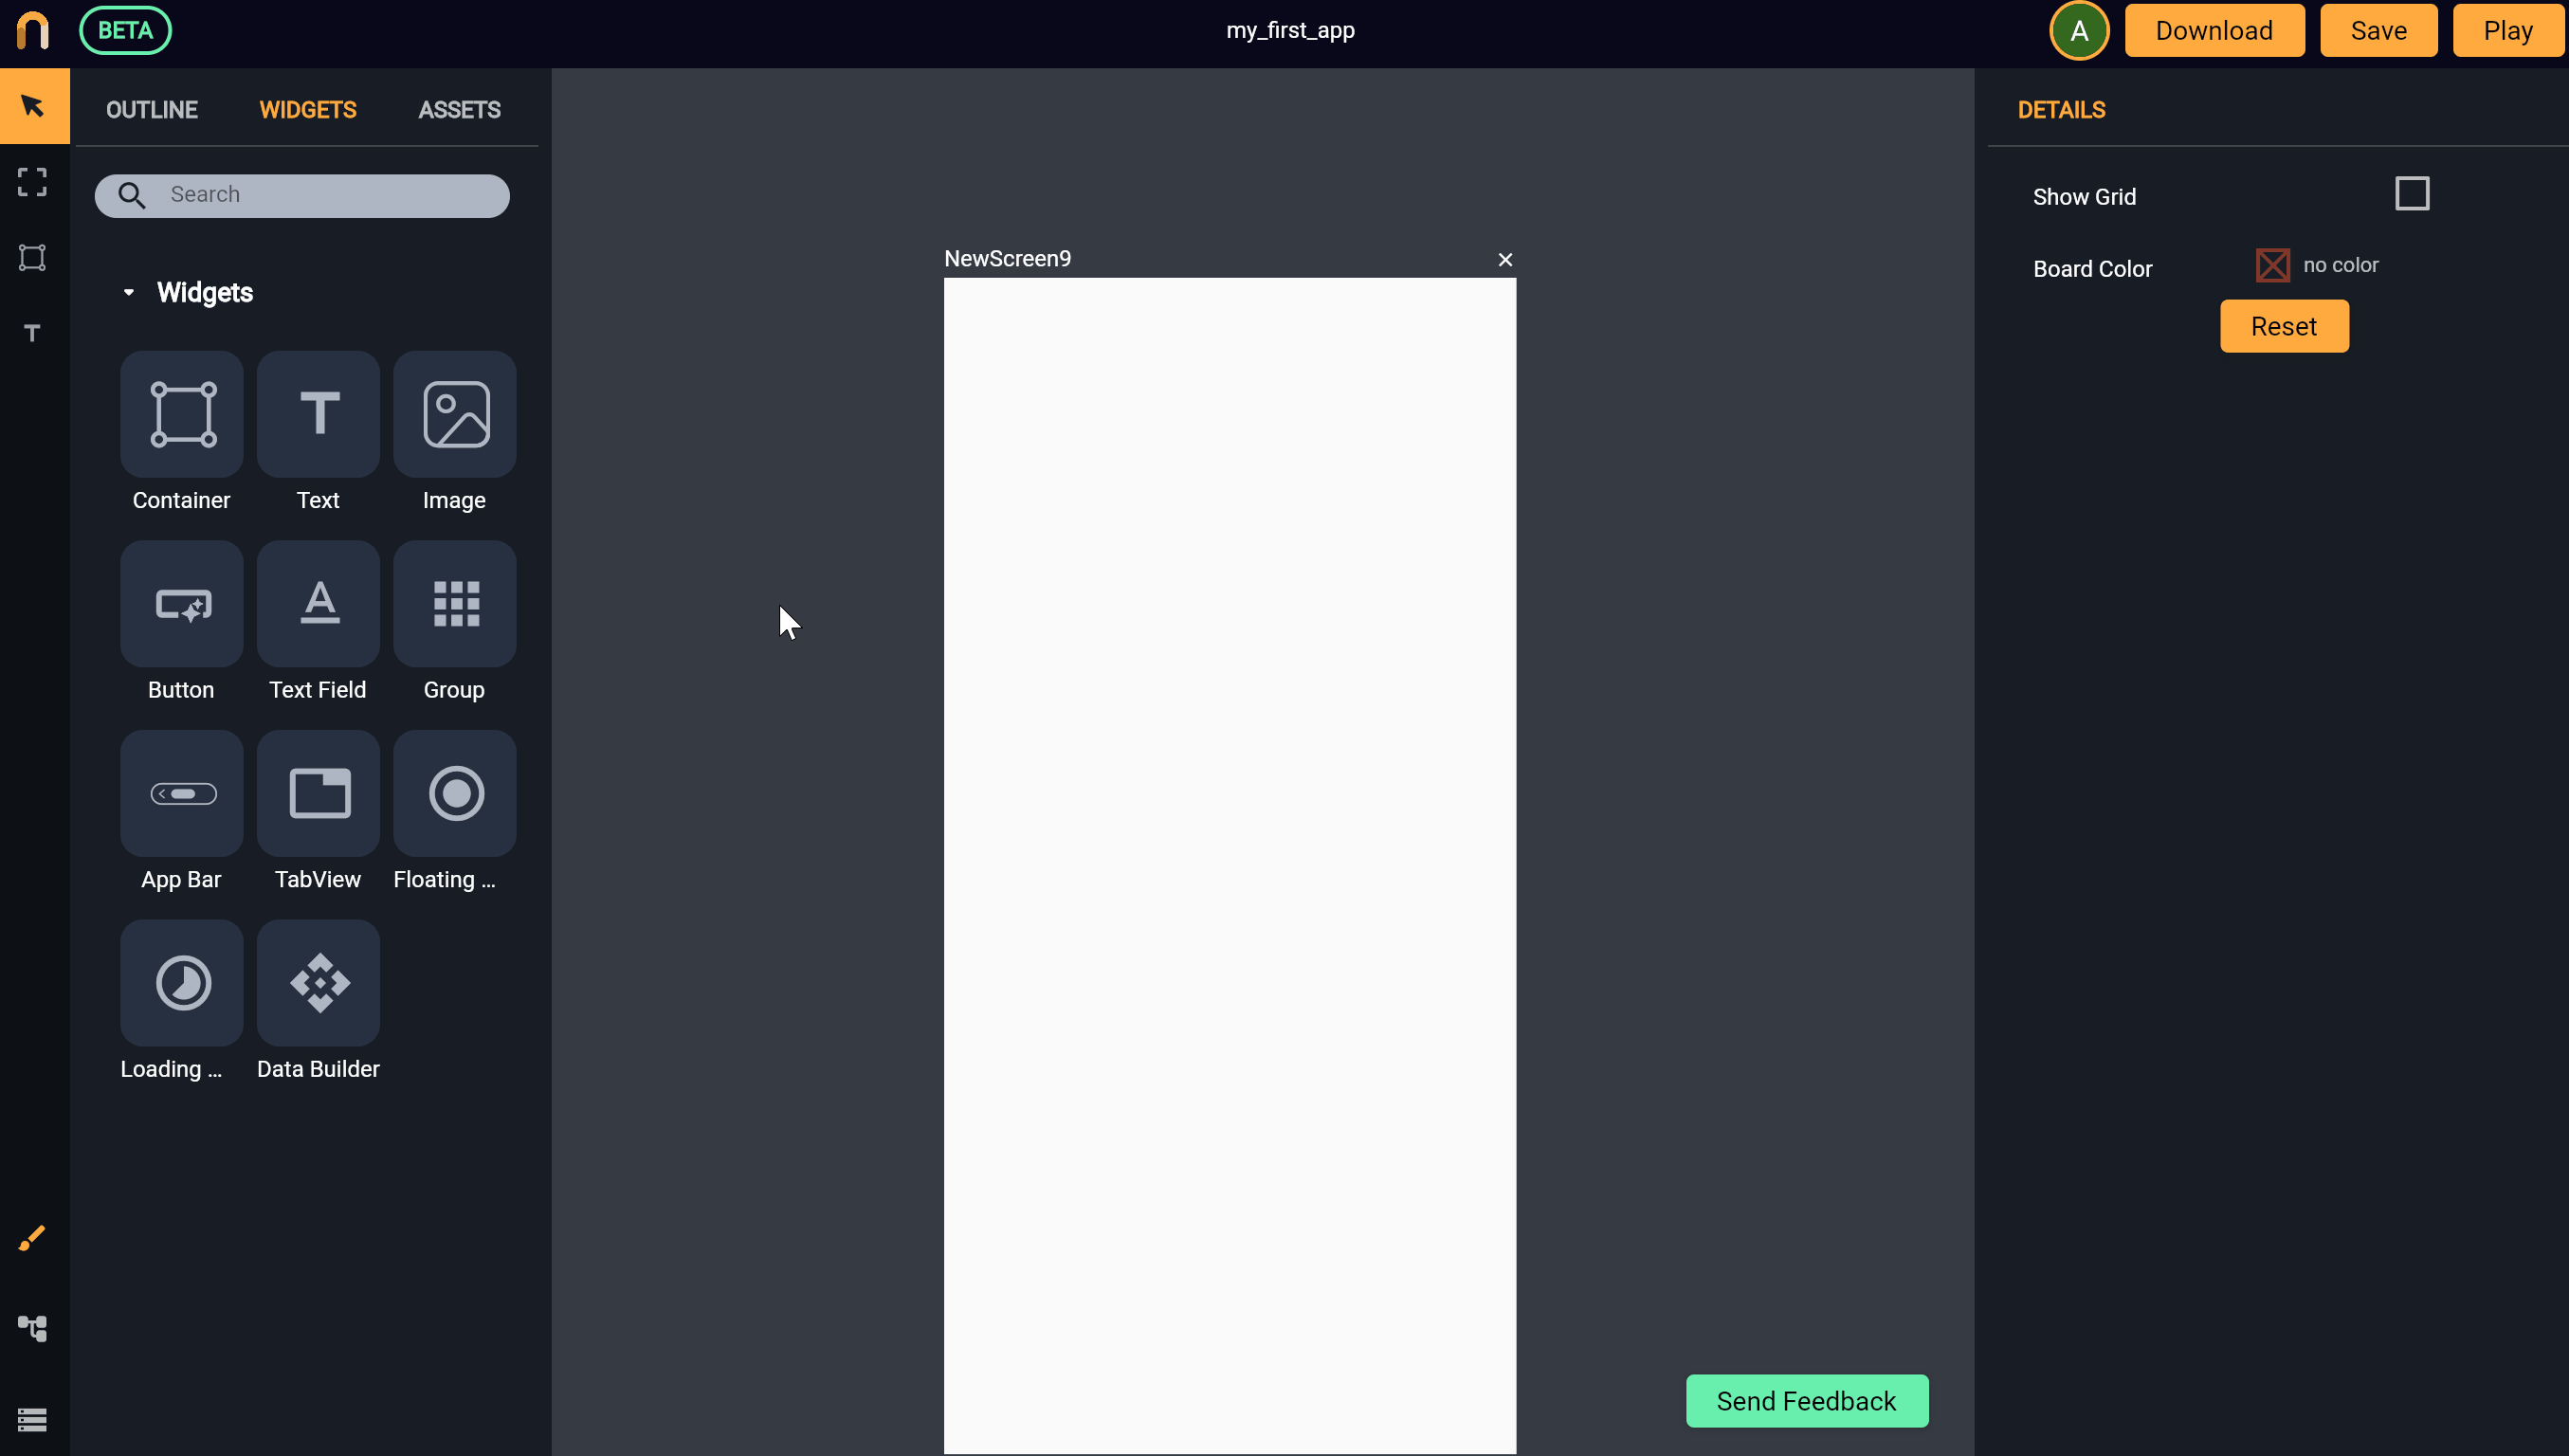 BETA
my_first_app
A
Download
Save
Play
OUTLINE
WIDGETS
ASSETS
DETAILS
Search
Show Grid
Board Color
no color
Reset
NewScreen9
Widgets
Container
Text
Image
Button
Text Field
Group
App Bar
TabView
Floating ...
Loading ...
Data Builder
Send Feedback